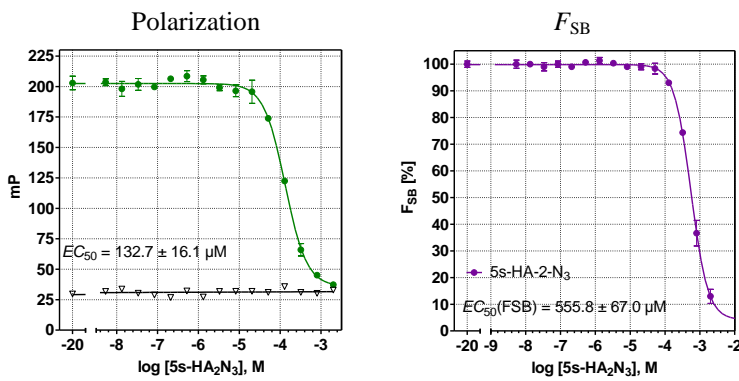 Polarization
225
200
175
150
125
100
75
50
25
0
mP
EC₅₀ = 132.7 ± 16.1 µM
-20 -8 -7 -6 -5 -4 -3
log [5s-HA₂N₃], M
F_SB
100
90
80
70
60
50
40
30
20
10
0
F_SB [%]
5s-HA-2-N₃
EC₅₀(FSB) = 555.8 ± 67.0 µM
-20 -9 -8 -7 -6 -5 -4 -3 -2
log [5s-HA₂N₃], M